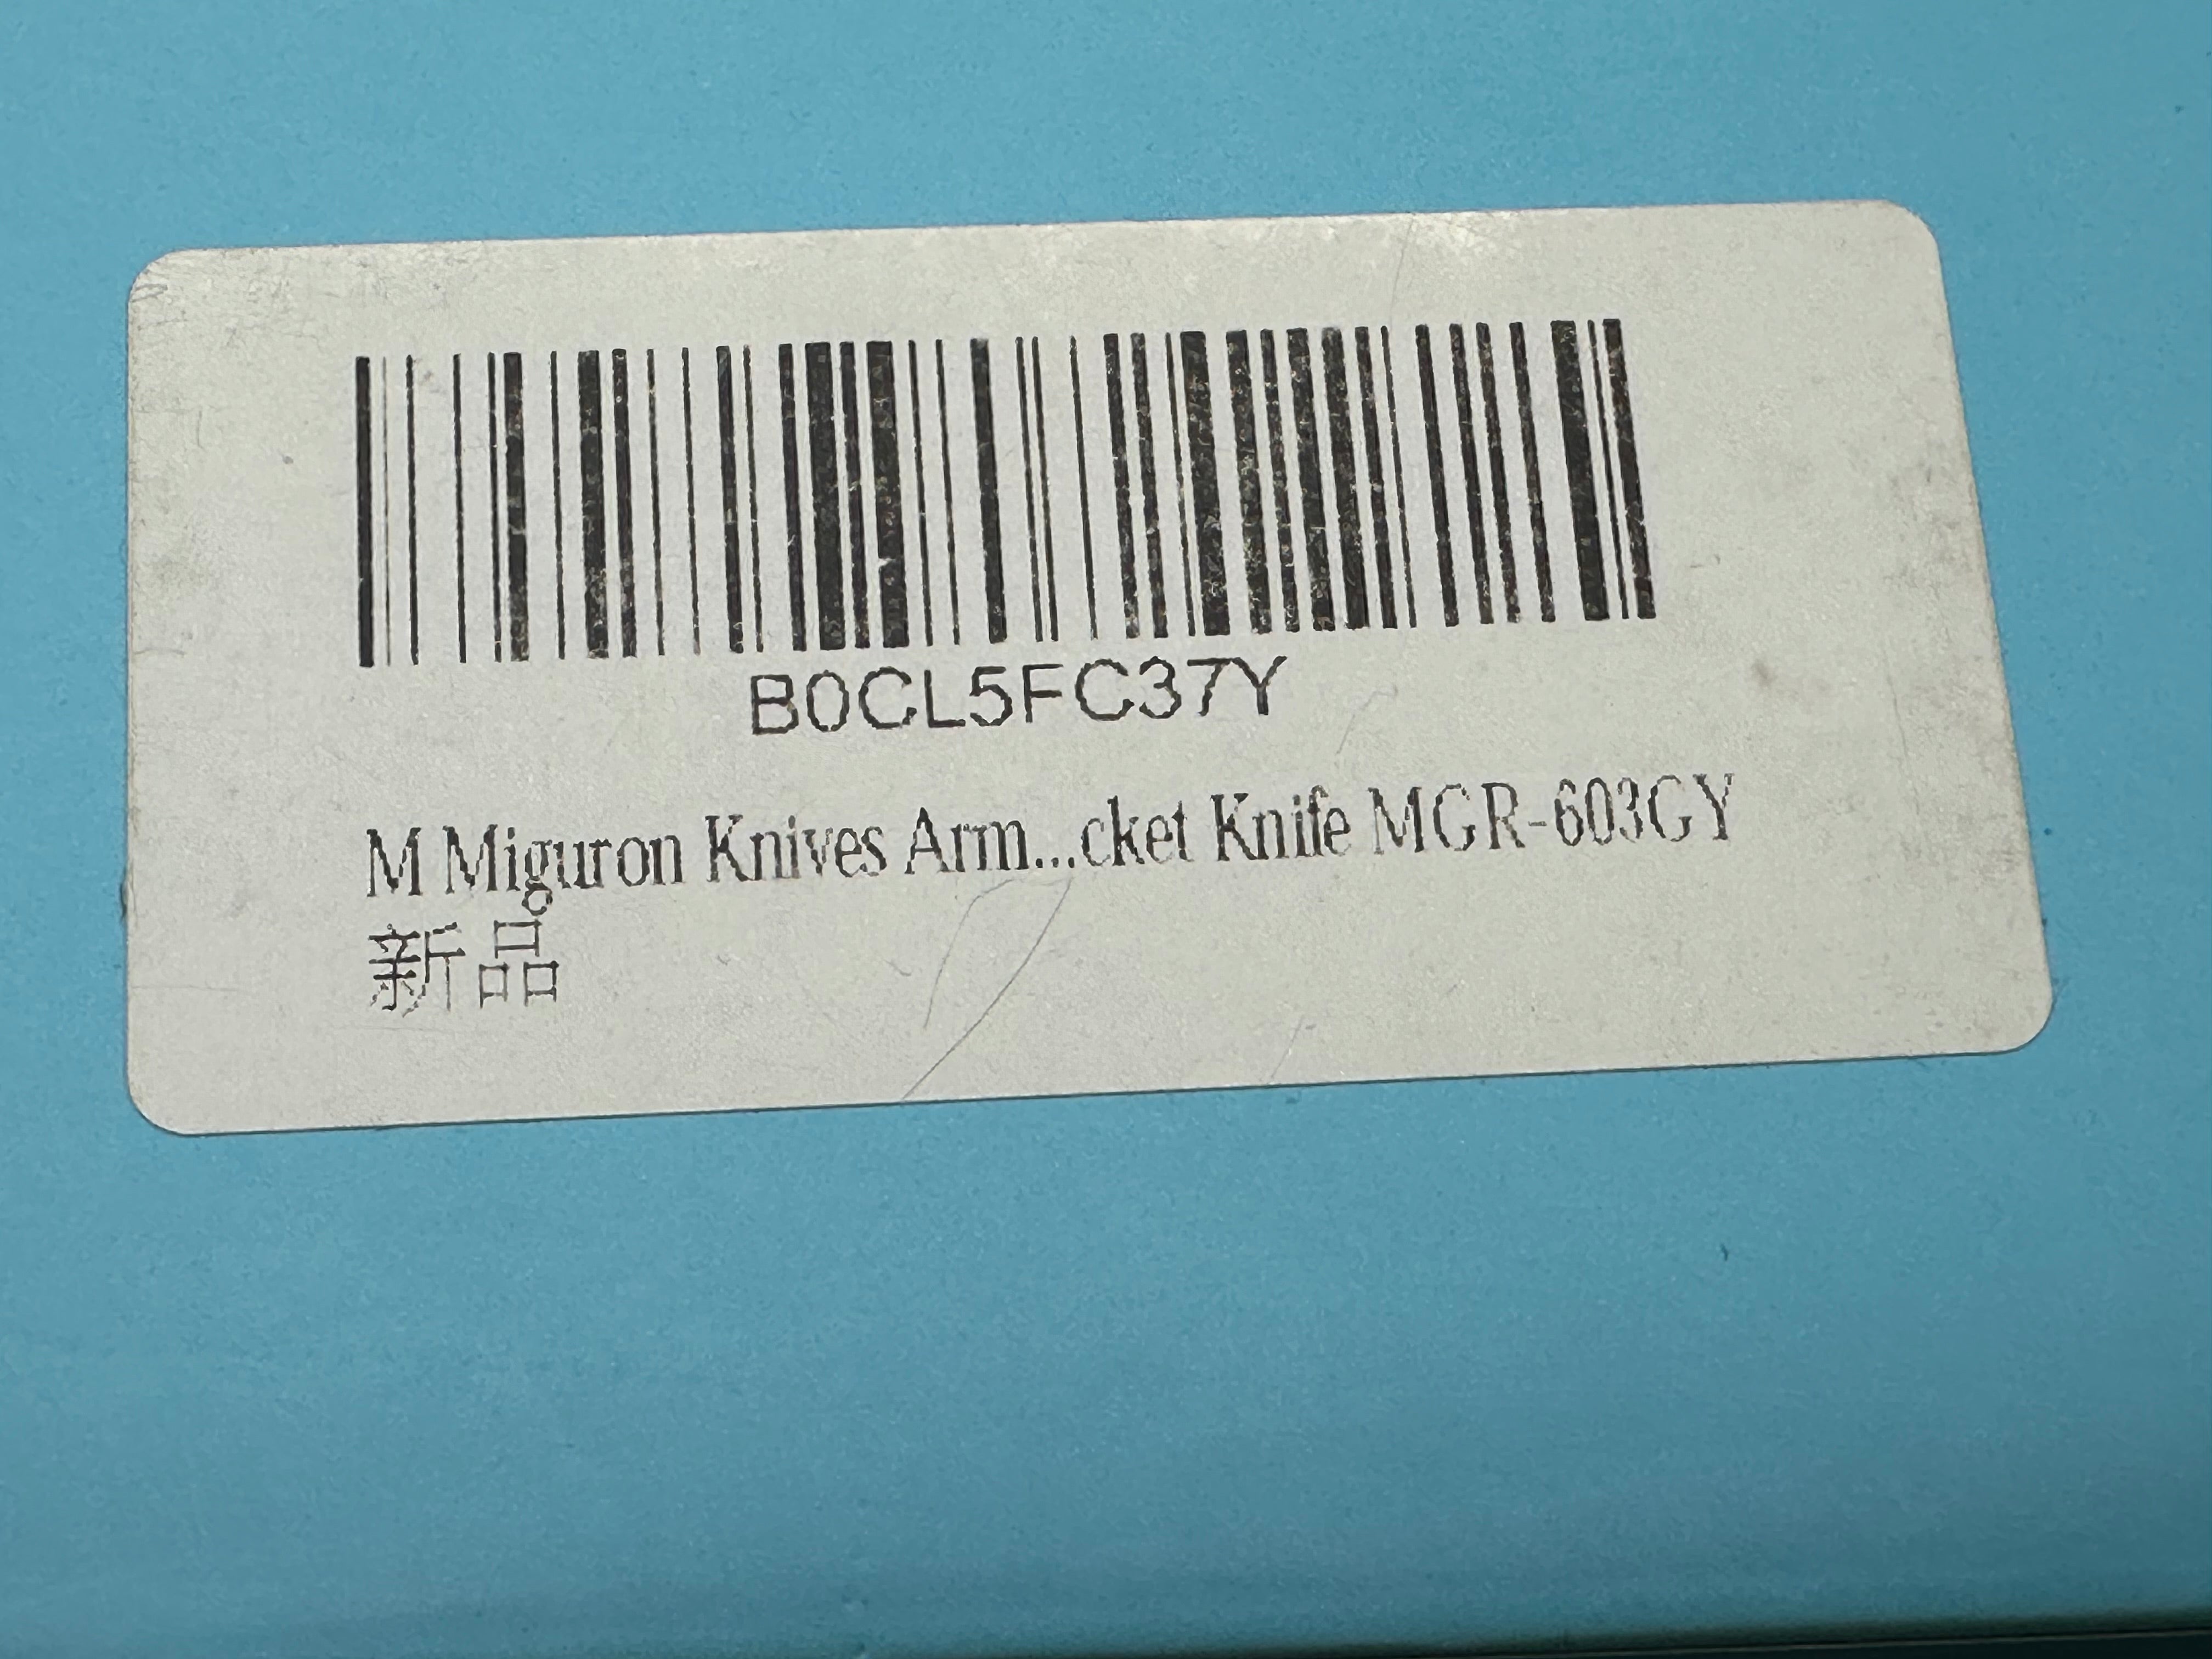 B0CL5FC37Y
M Miguron Knives Arm...cket Knife MGR-603GY
新品